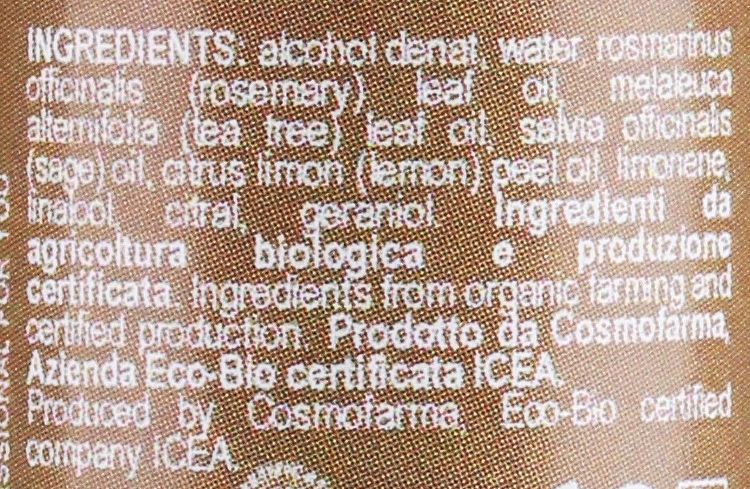 INGREDIENTS: alcohol denat, water, rosmarinus
officinalis (rosemary) leaf oil, melaleuca
alternifolia (tea tree) leaf oil, salvia officinalis
(sage) oil, citrus limon (lemon) peel oil, limonene,
linalool, citral, geraniol. Ingredienti da
agricoltura biologica e produzione
certificata. Ingredients from organic farming and
certified production. Prodotto da Cosmofarma,
Azienda Eco-Bio certificata ICEA.
Produced by Cosmofarma, Eco-Bio certified
company ICEA.